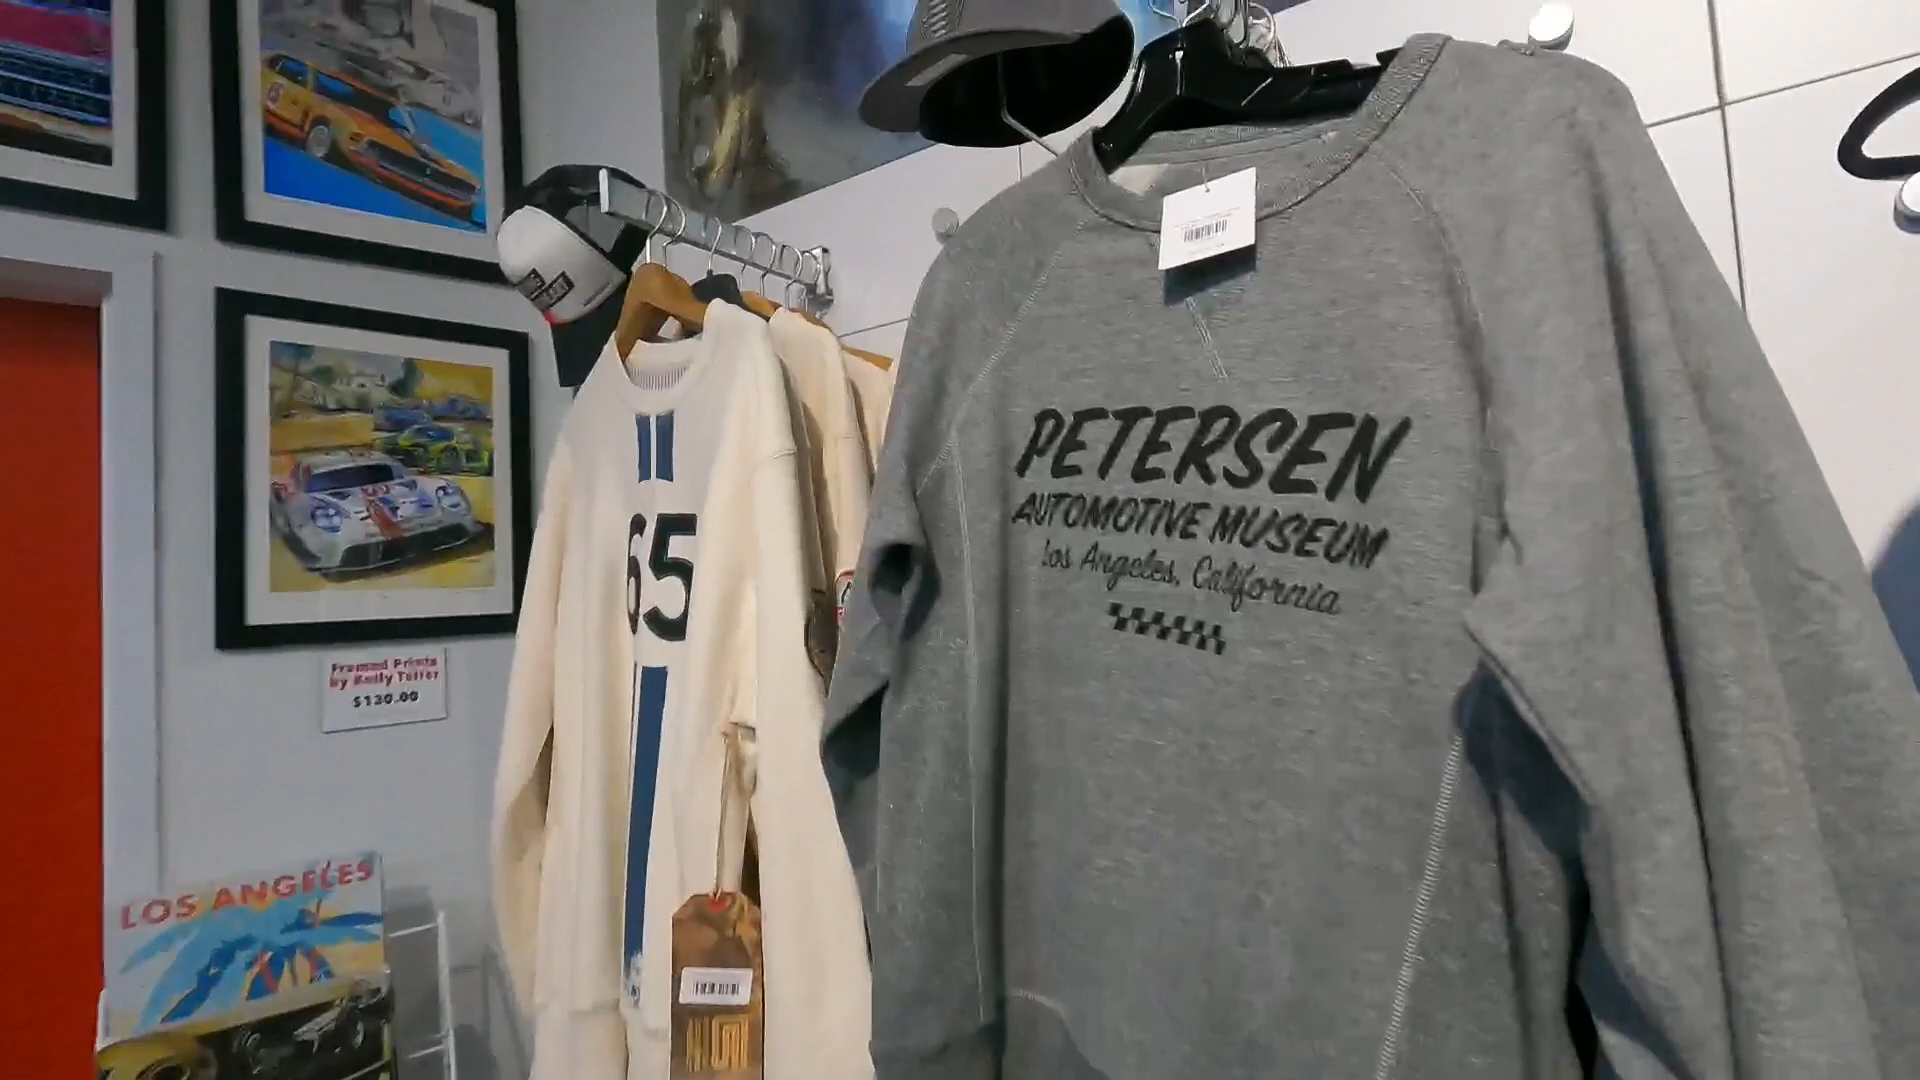 PETERSEN
AUTOMOTIVE MUSEUM
Los Angeles, California
65
Framed Prints
by Kelly Telfer
$130.00
LOS ANGELES